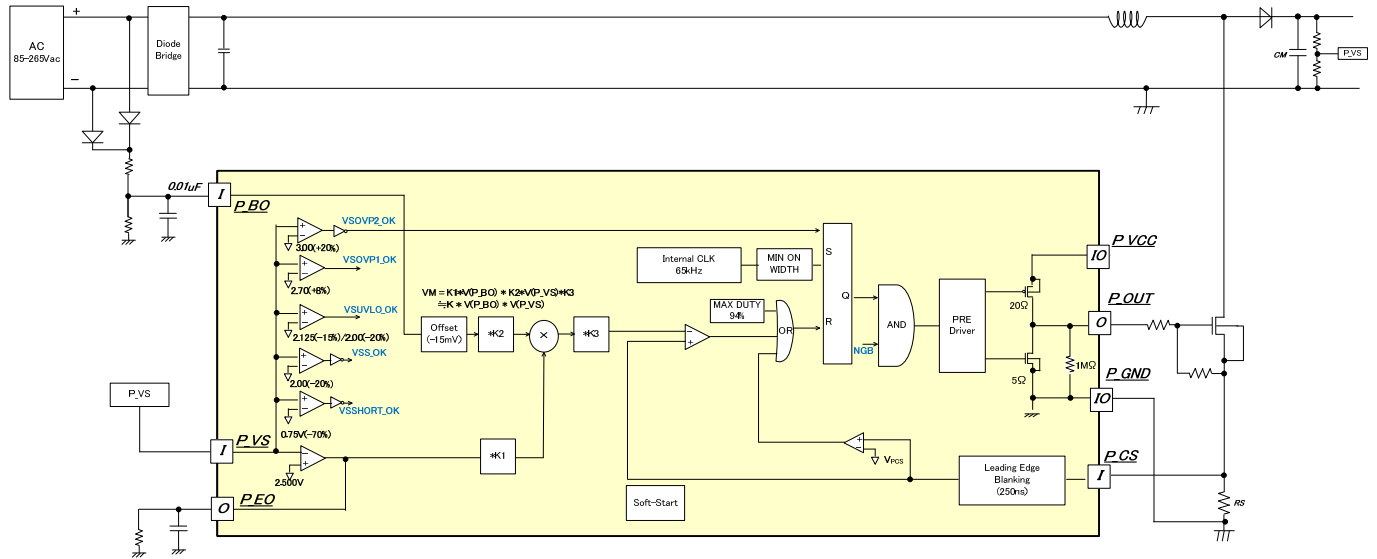 +
AC
85-265Vac
−
Diode
Bridge
CM
P_VS
0.01uF
I
P_BO
VSOVP2_OK
+
−
3.00(+20%)
VSOVP1_OK
+
−
2.70(+8%)
VSUVLO_OK
+
−
2.125(-15%)/2.00(-20%)
VSS_OK
+
−
2.00(-20%)
+
−
VSSHORT_OK
0.75V(-70%)
P_VS
I
P_VS
−
+
2.500V
O
P_EO
VM = K1*V(P_BO) * K2*V(P_VS)*K3
≒K * V(P_BO) * V(P_VS)
Offset
(-15mV)
*K2
×
*K3
*K1
Internal CLK
65kHz
MIN ON
WIDTH
MAX DUTY
94%
OR
−
+
S
Q
R
NGB
AND
PRE
Driver
20Ω
5Ω
1MΩ
+
−
VPCS
Leading Edge
Blanking
(250ns)
Soft-Start
P_VCC
IO
P_OUT
O
P_GND
IO
P_CS
I
RS